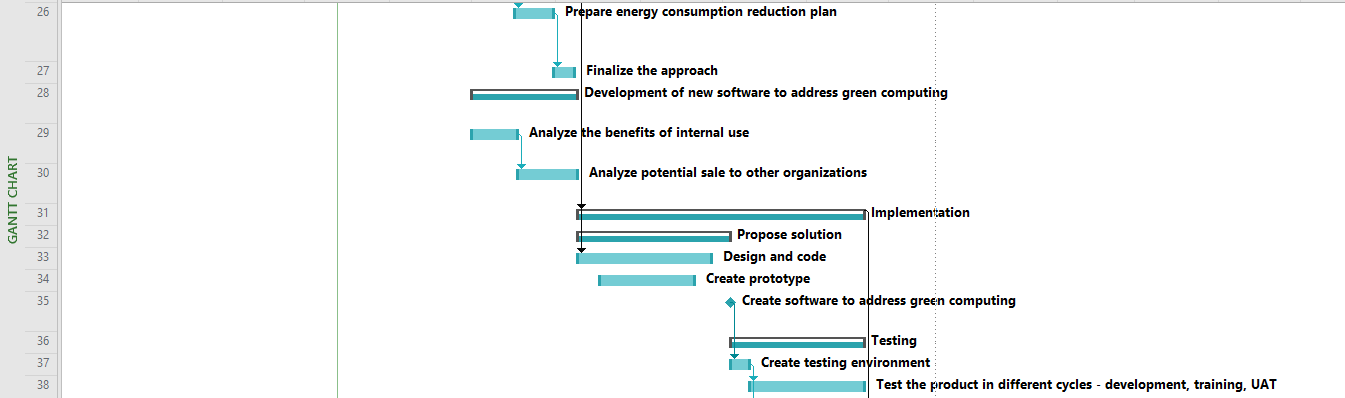 GANTT CHART
26 Prepare energy consumption reduction plan
27 Finalize the approach
28 Development of new software to address green computing
29 Analyze the benefits of internal use
30 Analyze potential sale to other organizations
31 Implementation
32 Propose solution
33 Design and code
34 Create prototype
35 Create software to address green computing
36 Testing
37 Create testing environment
38 Test the product in different cycles - development, training, UAT